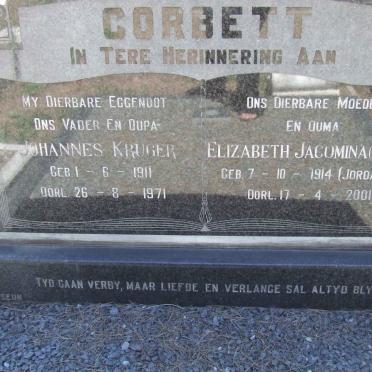 CORBETT
IN TERE HERINNERING AAN
MY DIERBARE EGGENOOT
ONS VADER EN OUPA
JOHANNES KRUGER
GEB 1 - 6 - 1911
OORL. 26 - 8 - 1971
ONS DIERBARE MOEDE
EN OUMA
ELIZABETH JACOMINA
GEB. 7 - 10 - 1914 (JORDA
OORL. 17 - 4 - 2001
TYD GAAN VERBY, MAAR LIEFDE EN VERLANGE SAL ALTYD BLY